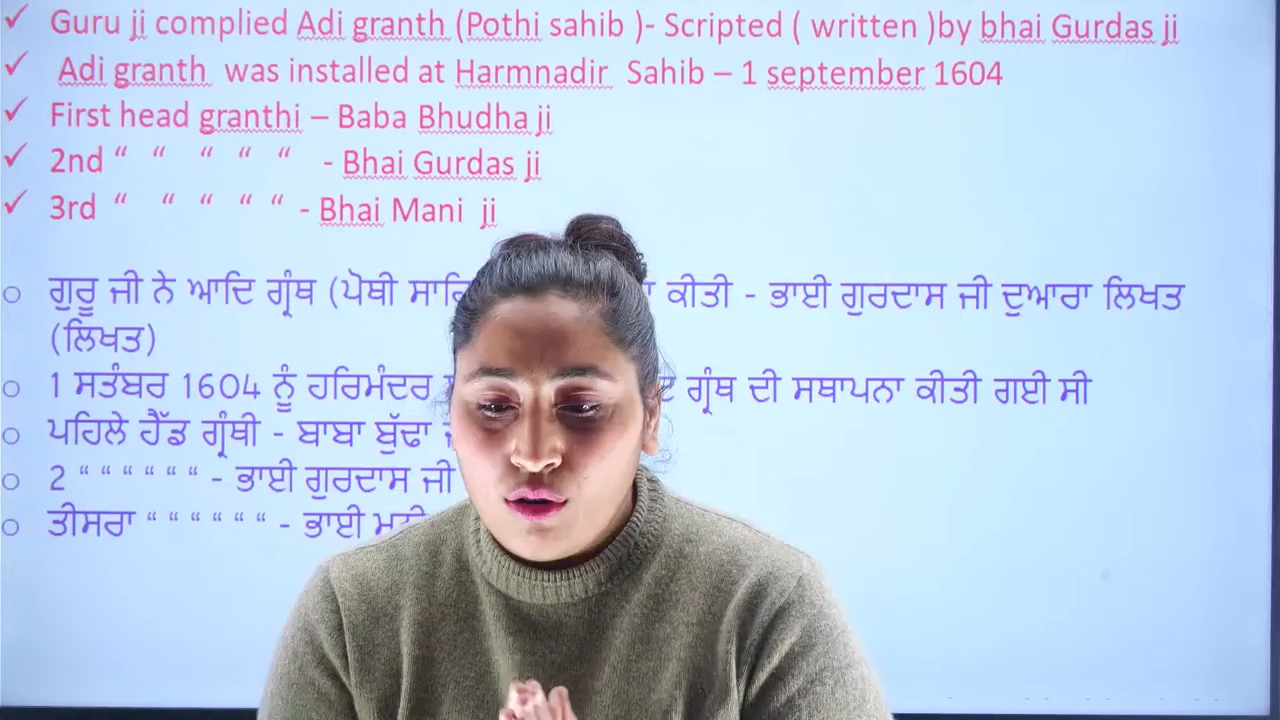 Guru ji complied Adi granth (Pothi sahib )- Scripted ( written )by bhai Gurdas ji
Adi granth was installed at Harmnadir Sahib – 1 september 1604
First head granthi – Baba Bhudha ji
2nd “ “ “ “ “ - Bhai Gurdas ji
3rd “ “ “ “ “ - Bhai Mani ji
ਗੁਰੂ ਜੀ ਨੇ ਆਦਿ ਗ੍ਰੰਥ (ਪੋਥੀ ਕੀਤੀ - ਭਾਈ ਗੁਰਦਾਸ ਜੀ ਦੁਆਰਾ ਲਿਖਤ
(ਲਿਖਤ)
1 ਸਤੰਬਰ 1604 ਨੂੰ ਹਰਿਮੰਦਰ ਗ੍ਰੰਥ ਦੀ ਸਥਾਪਨਾ ਕੀਤੀ ਗਈ ਸੀ
ਪਹਿਲੇ ਹੈੱਡ ਗ੍ਰੰਥੀ - ਬਾਬਾ ਬੁੱਢਾ
2 “ “ “ “ “ “ - ਭਾਈ ਗੁਰਦਾਸ ਜੀ
ਤੀਸਰਾ “ “ “ “ “ “ - ਭਾਈ